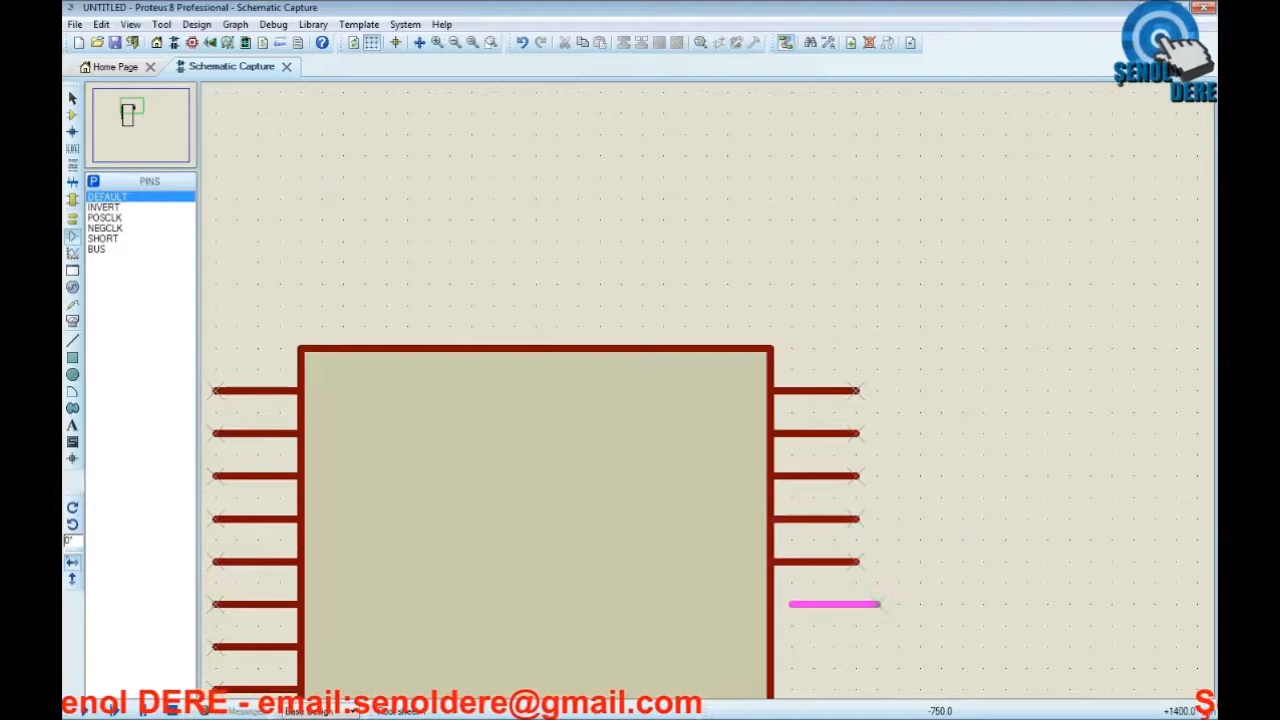 UNTITLED - Proteus 8 Professional - Schematic Capture
File Edit View Tool Design Graph Debug Library Template System Help
ŞENOL
DERE
Home Page
Schematic Capture
P PINS
DEFAULT
INVERT
POSCLK
NEGCLK
SHORT
BUS
A
0°
enol DERE - email:senoldere@gmail.com
Ş
-750.0
+1400.0